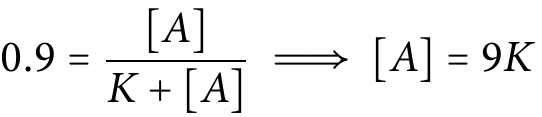 0.9 = [A] / (K + [A]) ⟹ [A] = 9K